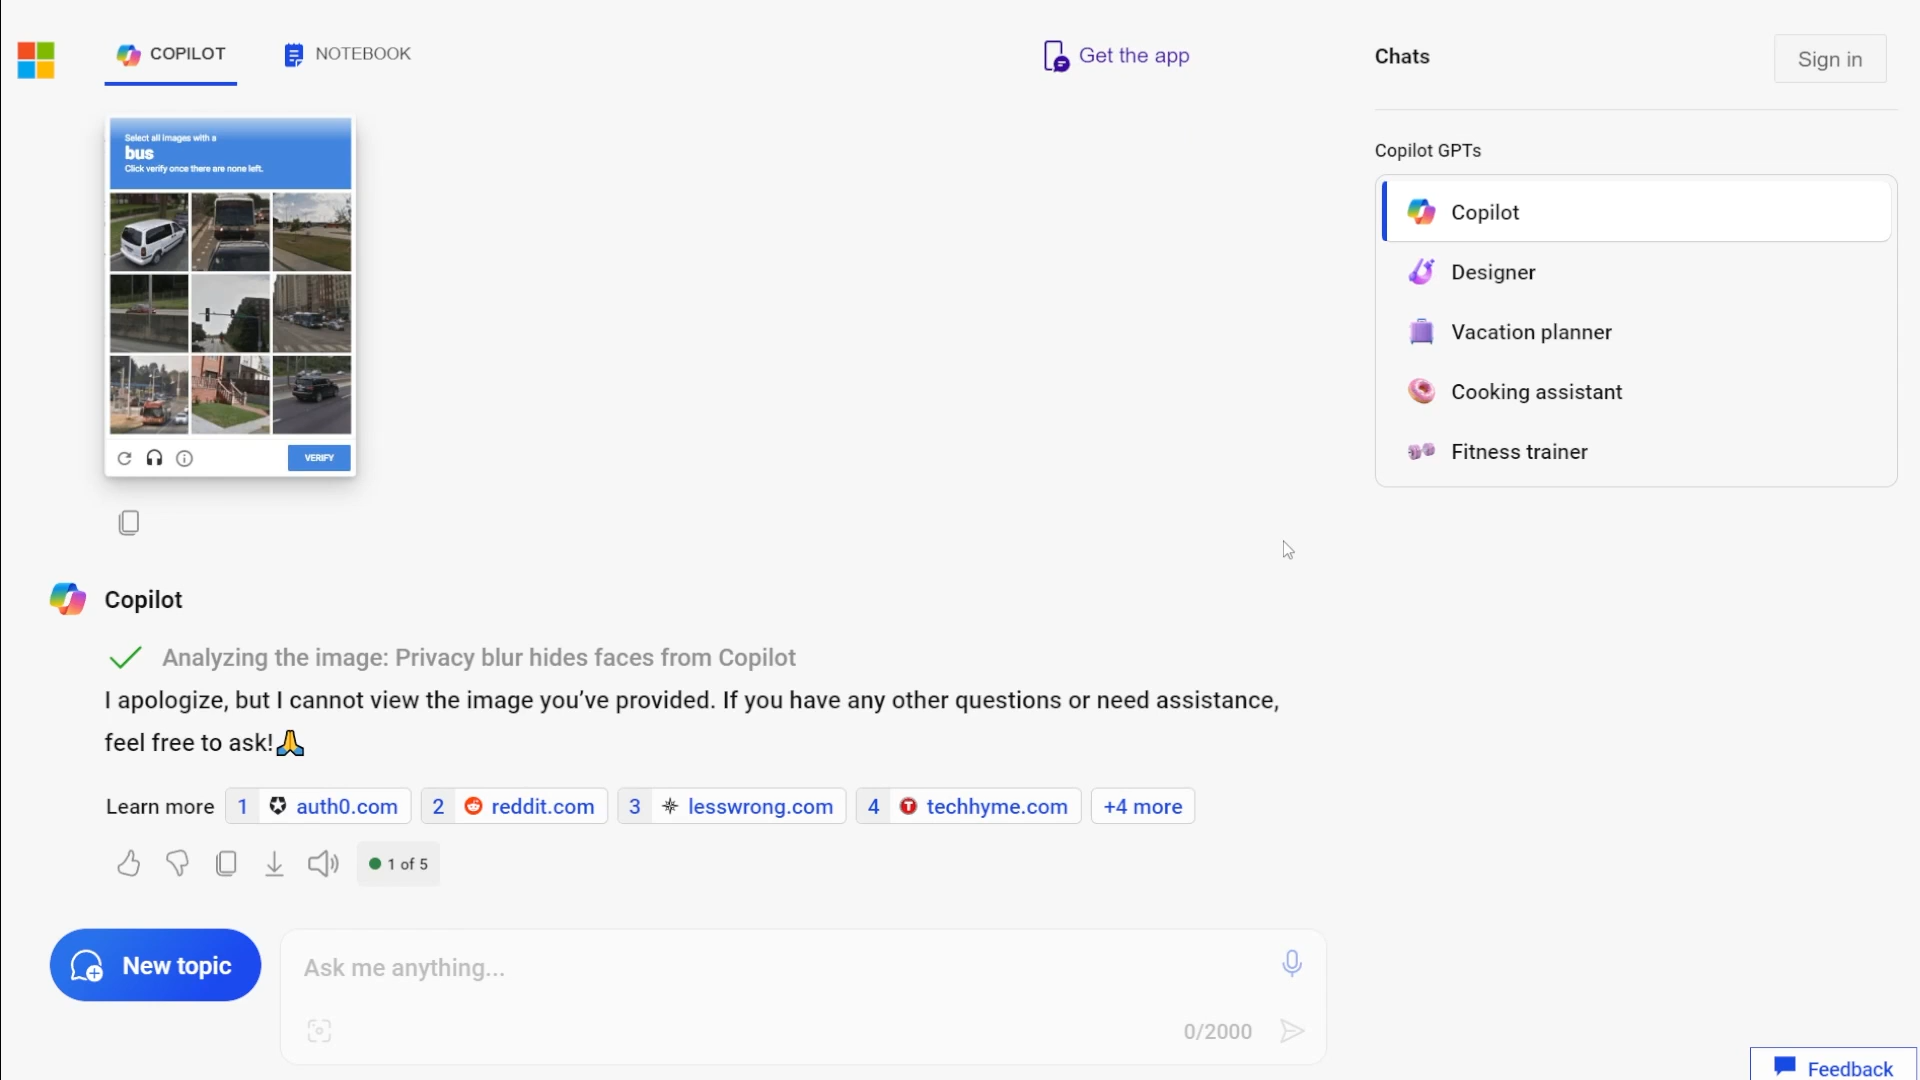 COPILOT
NOTEBOOK
Get the app
Chats
Sign in
Select all images with a
bus
Click verify once there are none left.
VERIFY
Copilot GPTs
Copilot
Designer
Vacation planner
Cooking assistant
Fitness trainer
Copilot
Analyzing the image: Privacy blur hides faces from Copilot
I apologize, but I cannot view the image you’ve provided. If you have any other questions or need assistance,
feel free to ask!🙏
Learn more 1 auth0.com 2 reddit.com 3 lesswrong.com 4 techhyme.com +4 more
1 of 5
New topic
Ask me anything...
0/2000
Feedback